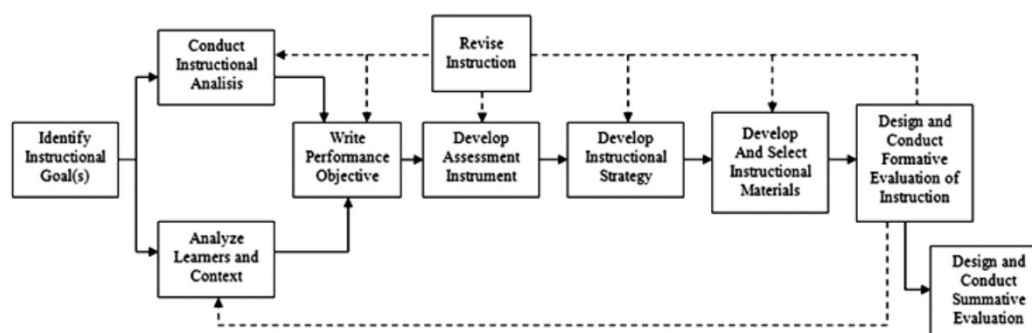 Conduct
Instructional
Analisis
Revise
Instruction
Identify
Instructional
Goal(s)
Write
Performance
Objective
Develop
Assessment
Instrument
Develop
Instructional
Strategy
Develop
And Select
Instructional
Materials
Design and
Conduct
Formative
Evaluation of
Instruction
Analyze
Learners and
Context
Design and
Conduct
Summative
Evaluation